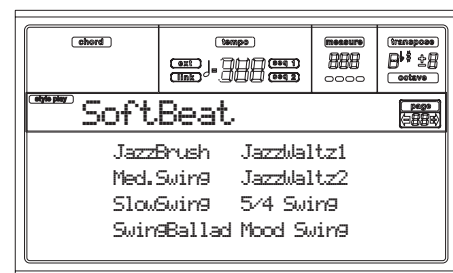 chord tempo measure transpose
ext seq 1
link seq 2
octave
style play SoftBeat page
JazzBrush JazzWaltz1
Med.Swing JazzWaltz2
SlowSwing 5/4 Swing
SwingBallad Mood Swing